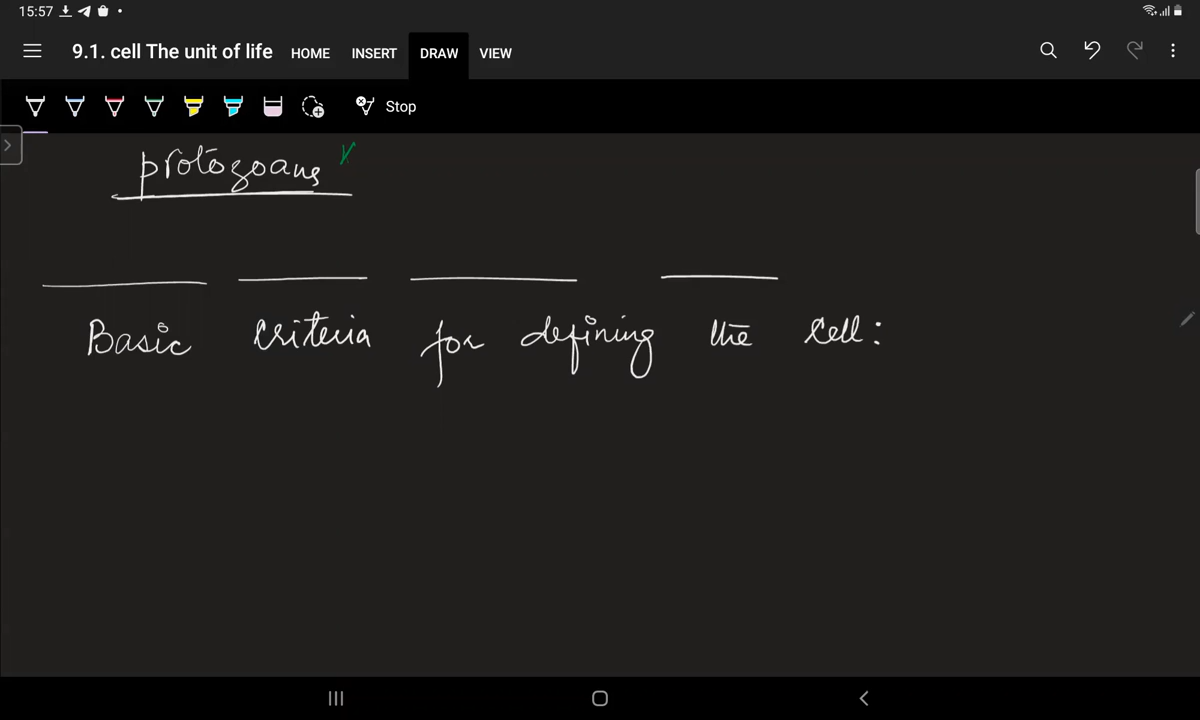 15:57
9.1. cell The unit of life HOME INSERT DRAW VIEW
Stop
protozoans
Basic criteria for defining the cell: